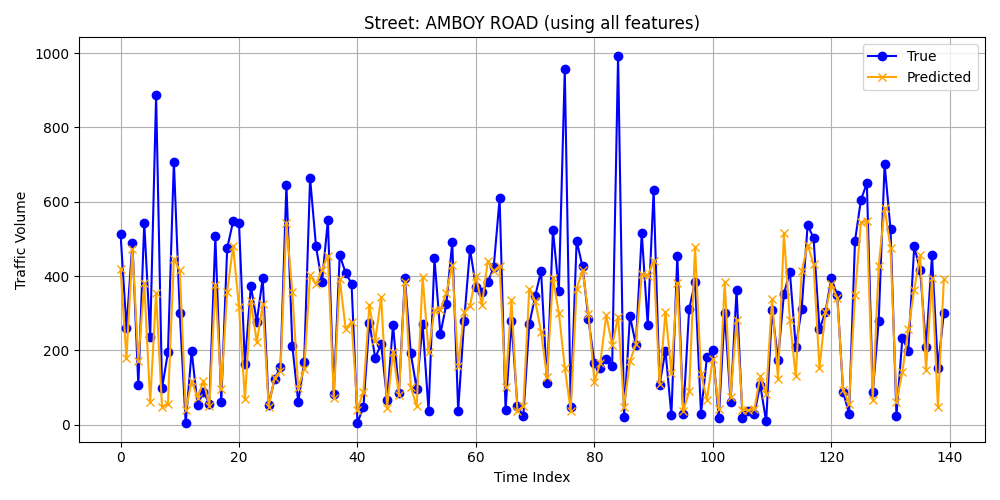 Street: AMBOY ROAD (using all features)
True
Predicted
Traffic Volume
1000
800
600
400
200
0
0 20 40 60 80 100 120 140
Time Index